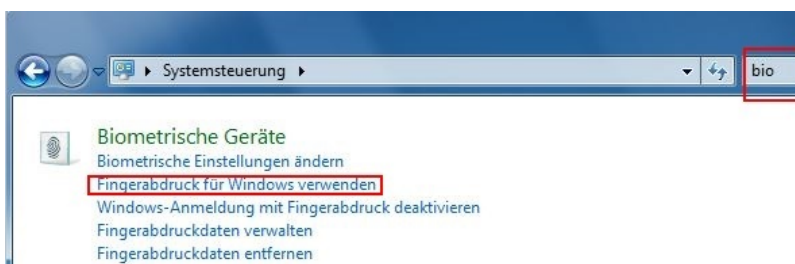 Systemsteuerung
bio
Biometrische Geräte
Biometrische Einstellungen ändern
Fingerabdruck für Windows verwenden
Windows-Anmeldung mit Fingerabdruck deaktivieren
Fingerabdruckdaten verwalten
Fingerabdruckdaten entfernen